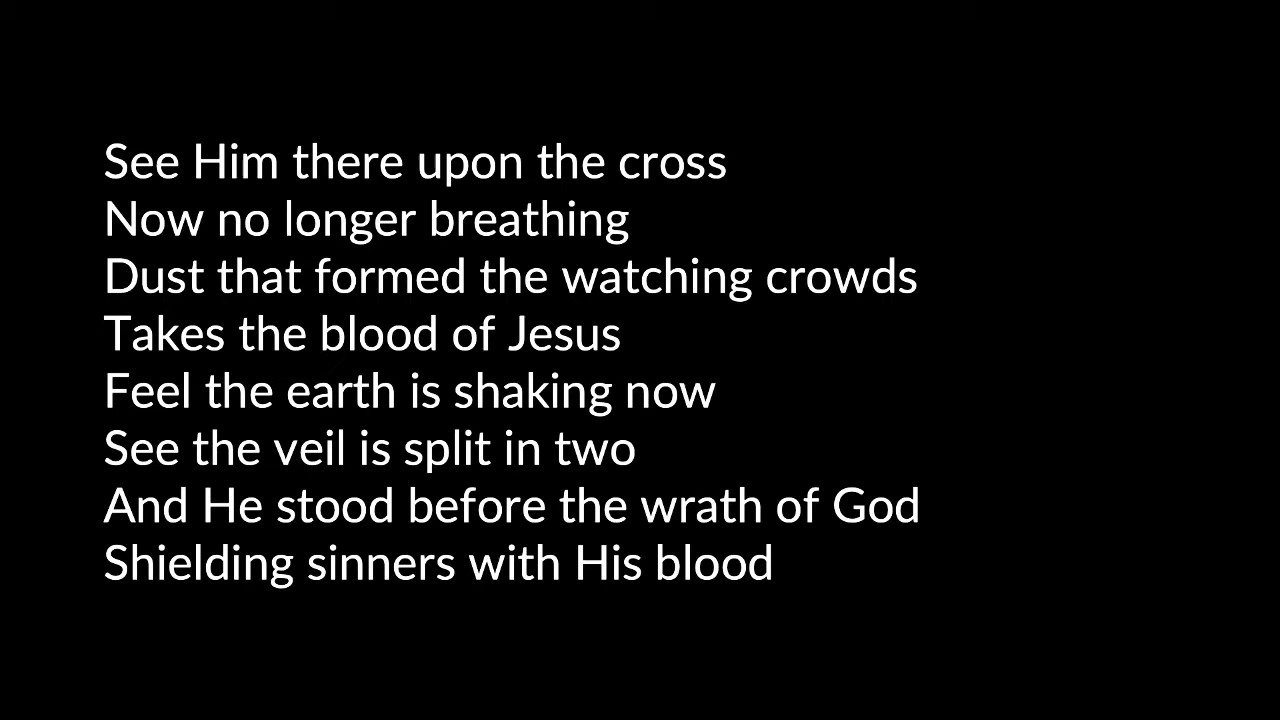 See Him there upon the cross
Now no longer breathing
Dust that formed the watching crowds
Takes the blood of Jesus
Feel the earth is shaking now
See the veil is split in two
And He stood before the wrath of God
Shielding sinners with His blood